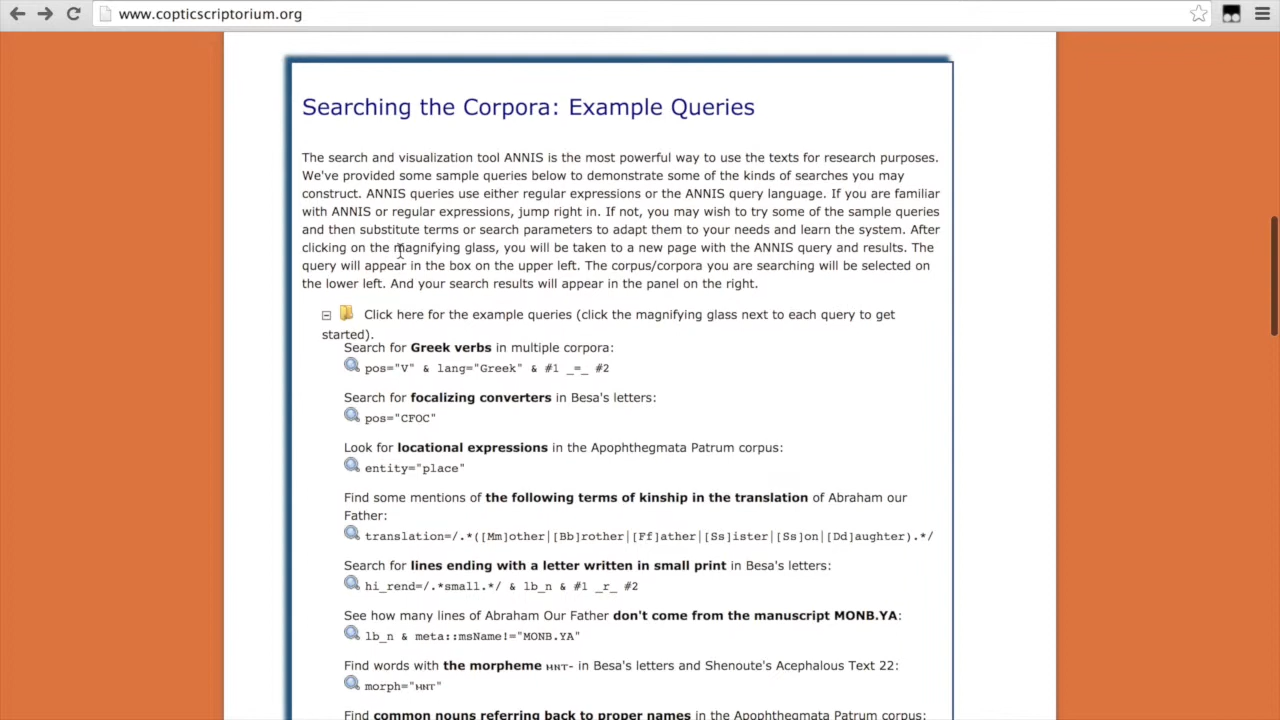 www.copticscriptorium.org
Searching the Corpora: Example Queries
The search and visualization tool ANNIS is the most powerful way to use the texts for research purposes.
We've provided some sample queries below to demonstrate some of the kinds of searches you may
construct. ANNIS queries use either regular expressions or the ANNIS query language. If you are familiar
with ANNIS or regular expressions, jump right in. If not, you may wish to try some of the sample queries
and then substitute terms or search parameters to adapt them to your needs and learn the system. After
clicking on the magnifying glass, you will be taken to a new page with the ANNIS query and results. The
query will appear in the box on the upper left. The corpus/corpora you are searching will be selected on
the lower left. And your search results will appear in the panel on the right.
Click here for the example queries (click the magnifying glass next to each query to get
started).
Search for Greek verbs in multiple corpora:
pos="V" & lang="Greek" & #1 _=_ #2
Search for focalizing converters in Besa's letters:
pos="CFOC"
Look for locational expressions in the Apophthegmata Patrum corpus:
entity="place"
Find some mentions of the following terms of kinship in the translation of Abraham our
Father:
translation=/.*([Mm]other|[Bb]rother|[Ff]ather|[Ss]ister|[Ss]on|[Dd]aughter).*/
Search for lines ending with a letter written in small print in Besa's letters:
hi_rend=/.*small.*/ & lb_n & #1 _r_ #2
See how many lines of Abraham Our Father don't come from the manuscript MONB.YA:
lb_n & meta::msName!="MONB.YA"
Find words with the morpheme ⲙⲛⲧ- in Besa's letters and Shenoute's Acephalous Text 22:
morph="ⲙⲛⲧ"
Find common nouns referring back to proper names in the Apophthegmata Patrum corpus: